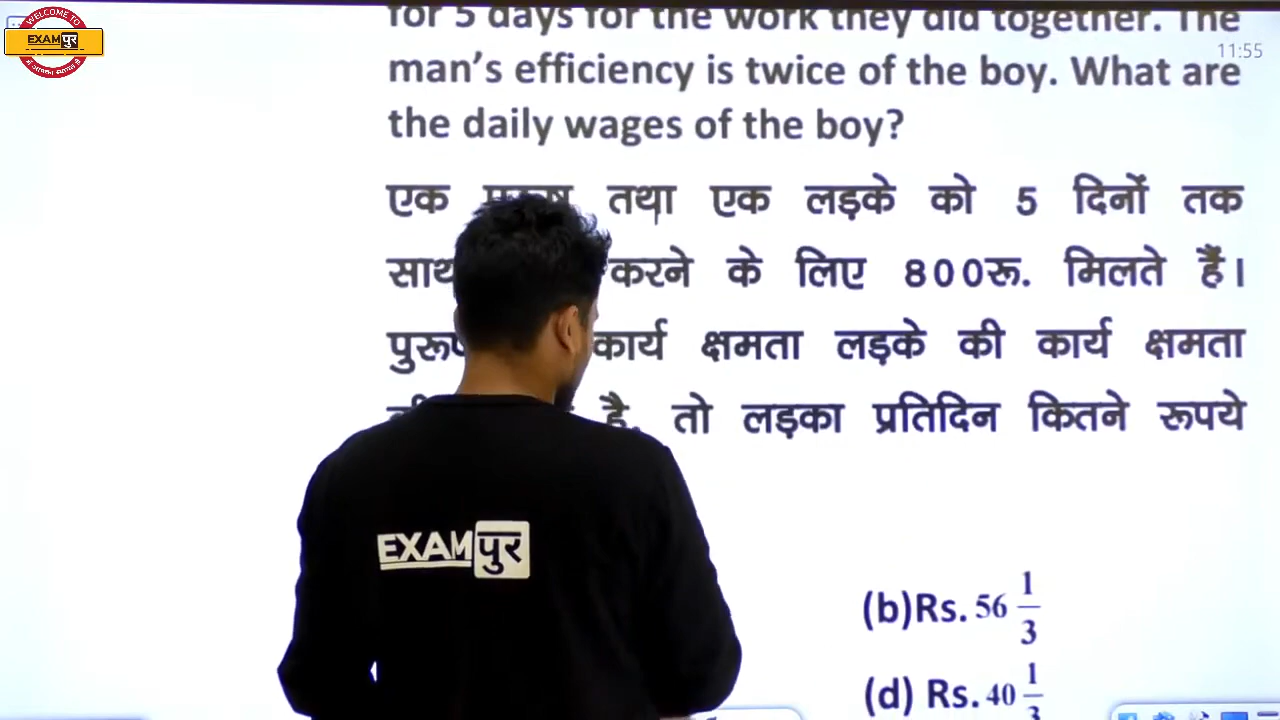 WELCOME TO
EXAMपुर
11:55
for 5 days for the work they did together. The
man’s efficiency is twice of the boy. What are
the daily wages of the boy?
एक पुरूष तथा एक लड़के को 5 दिनों तक
साथ करने के लिए 800रू. मिलते हैं।
पुरूष कार्य क्षमता लड़के की कार्य क्षमता
है, तो लड़का प्रतिदिन कितने रूपये
EXAMपुर
(b)Rs. 56 1/3
(d) Rs. 40 1/3